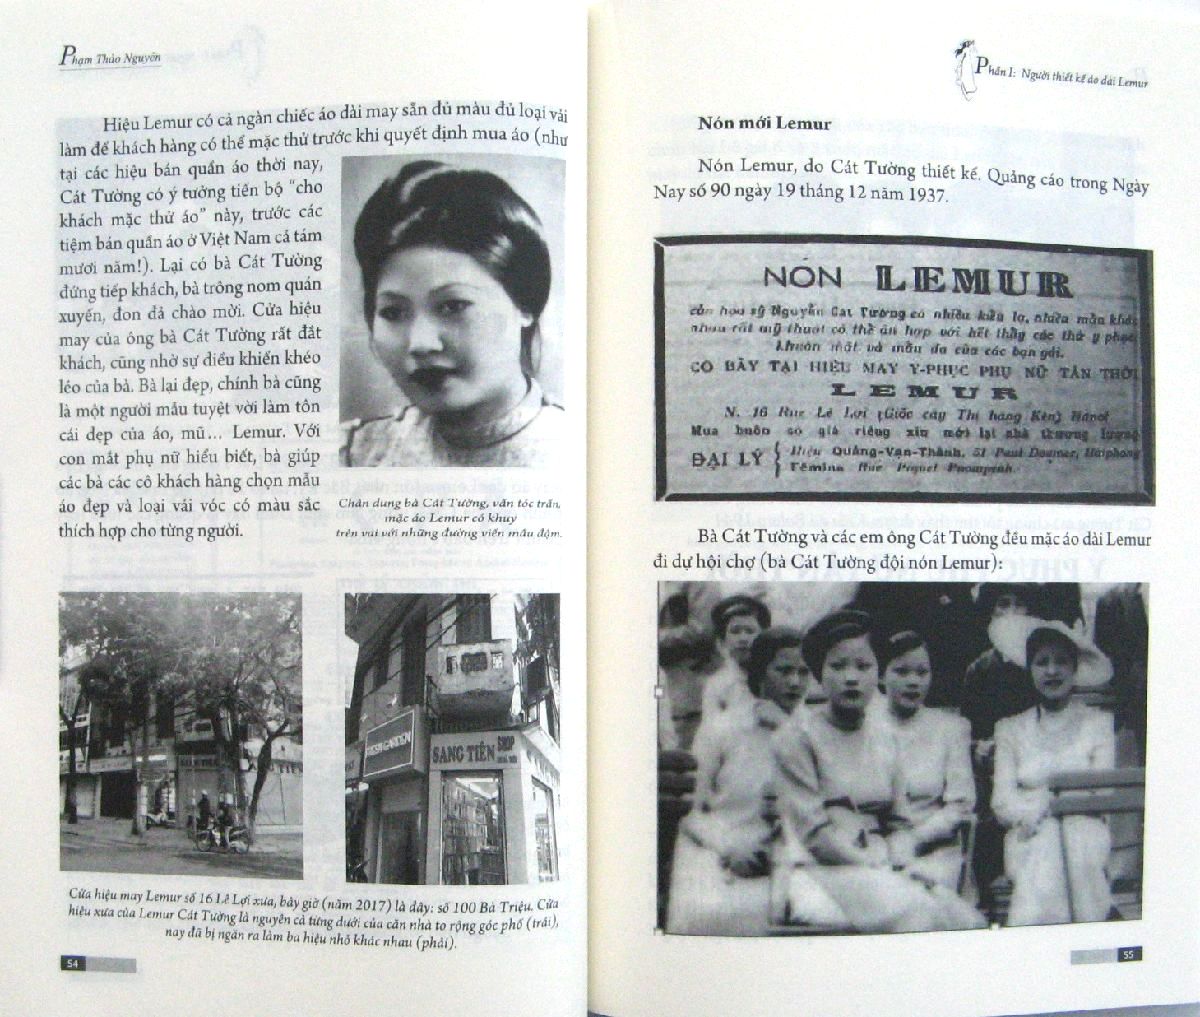 Phạm Thảo Nguyên
Hiệu Lemur có cả ngàn chiếc áo dài may sẵn đủ màu đủ loại vải
làm để khách hàng có thể mặc thử trước khi quyết định mua áo (như
tại các hiệu bán quần áo thời nay,
Cát Tường có ý tưởng tiên bộ "cho
khách mặc thử áo" này, trước các
tiệm bán quần áo ở Việt Nam cả tám
mươi năm!). Lại có bà Cát Tường
đứng tiếp khách, bà trông nom quán
xuyến, đon đả chào mời. Cửa hiệu
may của ông bà Cát Tường rất đắt
khách, cũng nhờ sự điều khiển khéo
léo của bà. Bà lại đẹp, chính bà cũng
là một người mẫu tuyệt vời làm tôn
cái đẹp của áo, mũ... Lemur. Với
con mắt phụ nữ hiểu biết, bà giúp
các bà các cô khách hàng chọn mẫu
áo đẹp và loại vải vóc có màu sắc
thích hợp cho từng người.
Chân dung bà Cát Tường, vấn tóc trần,
mặc áo Lemur có khuy
trên vai với những đường viền mầu đậm.
SANG TIÊN
SHOP
Cửa hiệu may Lemur số 16 Lê Lợi xưa, bây giờ (năm 2017) là đây: số 100 Bà Triệu. Cửa
hiệu xưa của Lemur Cát Tường là nguyên cả từng dưới của căn nhà to rộng góc phố (trái),
nay đã bị ngăn ra làm ba hiệu nhỏ khác nhau (phải).
54
Phần I: Người thiết kế áo dài Lemur
Nón mới Lemur
Nón Lemur, do Cát Tường thiết kế. Quảng cáo trong Ngày
Nay số 90 ngày 19 tháng 12 năm 1937.
NÓN LEMUR
của họa sỹ Nguyễn Cát Tường có nhiều kiểu lạ, nhiều mầu khác
nhau rất mỹ thuật có thể ăn hợp với hết thảy các thứ y phục
khuôn mặt và mầu da của các bạn gái.
CÓ BẦY TẠI HIỆU MAY Y-PHỤC PHỤ NỮ TÂN THỜI
LEMUR
N. 16 Rue Lê Lợi (Gốc cây Thị hàng Kèn) Hanoi
Mua buôn có giá riêng xin mời lại nhà thương lượng
ĐẠI LÝ
Hiệu Quảng-Vạn-Thành, 51 Paul Doumer, Haiphong
Fémina Rue Piquet Pnompenh.
Bà Cát Tường và các em ông Cát Tường đều mặc áo dài Lemur
đi dự hội chợ (bà Cát Tường đội nón Lemur):
55